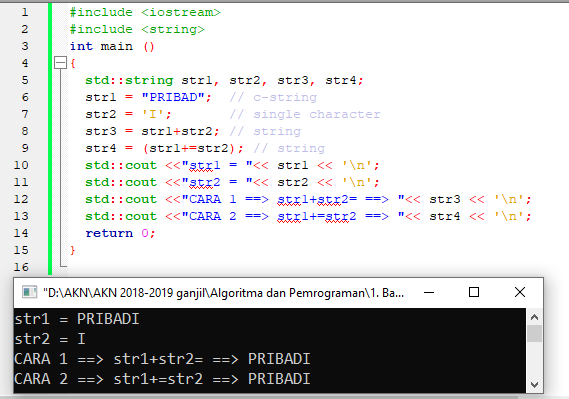 1 #include <iostream>
2 #include <string>
3 int main ()
4 {
5 std::string str1, str2, str3, str4;
6 str1 = "PRIBAD"; // c-string
7 str2 = 'I'; // single character
8 str3 = str1+str2; // string
9 str4 = (str1+=str2); // string
10 std::cout <<"str1 = "<< str1 << '\n';
11 std::cout <<"str2 = "<< str2 << '\n';
12 std::cout <<"CARA 1 ==> str1+str2= ==> "<< str3 << '\n';
13 std::cout <<"CARA 2 ==> str1+=str2 ==> "<< str4 << '\n';
14 return 0;
15 }
16
"D:\AKN\AKN 2018-2019 ganjil\Algoritma dan Pemrograman\1. Ba...
str1 = PRIBADI
str2 = I
CARA 1 ==> str1+str2= ==> PRIBADI
CARA 2 ==> str1+=str2 ==> PRIBADI